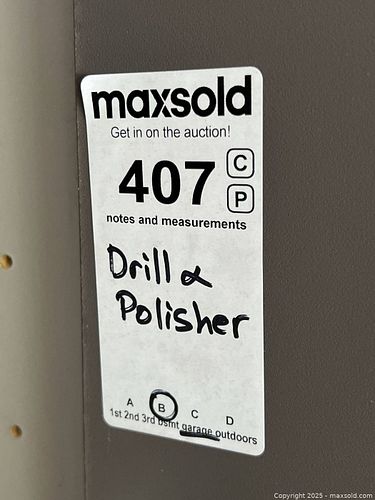 maxsold
Get in on the auction!
407 C
P
notes and measurements
Drill &
Polisher
A B C D
1st 2nd 3rd bsmt garage outdoors
Copyright 2025 - maxsold.com